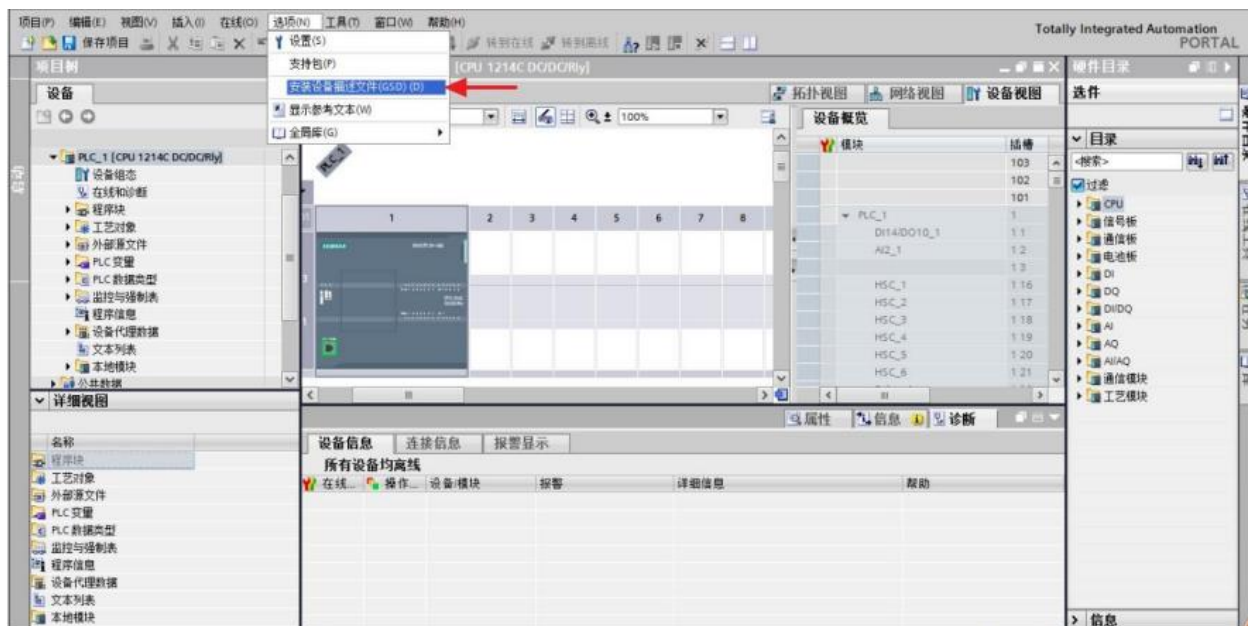 项目(P) 编辑(E) 视图(V) 插入(I) 在线(O) 选项(N) 工具(T) 窗口(W) 帮助(H)
Totally Integrated Automation
PORTAL
保存项目
转到在线 转到离线
设置(S)
支持包(P)
安装设备描述文件(GSD) (D)
显示参考文本(W)
全局库(G)
项目树
[CPU 1214C DC/DC/Rly]
硬件目录
设备
拓扑视图 网络视图 设备视图
选件
100%
设备概览
模块 插槽
目录
<搜索>
过滤
PLC_1 [CPU 1214C DC/DC/Rly]
设备组态
在线和诊断
程序块
工艺对象
外部源文件
PLC 变量
PLC 数据类型
监控与强制表
程序信息
设备代理数据
文本列表
本地模块
公共数据
PLC_1
1 2 3 4 5 6 7 8
103
102
101
PLC_1 1
DI14/DO10_1 1 1
AI2_1 1 2
1 3
HSC_1 1 16
HSC_2 1 17
HSC_3 1 18
HSC_4 1 19
HSC_5 1 20
HSC_6 1 21
CPU
信号板
通信板
电池板
DI
DQ
DI/DQ
AI
AQ
AI/AQ
通信模块
工艺模块
详细视图
名称
程序块
工艺对象
外部源文件
PLC 变量
PLC 数据类型
监控与强制表
程序信息
设备代理数据
文本列表
本地模块
属性 信息 诊断
设备信息 连接信息 报警显示
所有设备均离线
在线... 操作... 设备/模块 报警 详细信息 帮助
信息